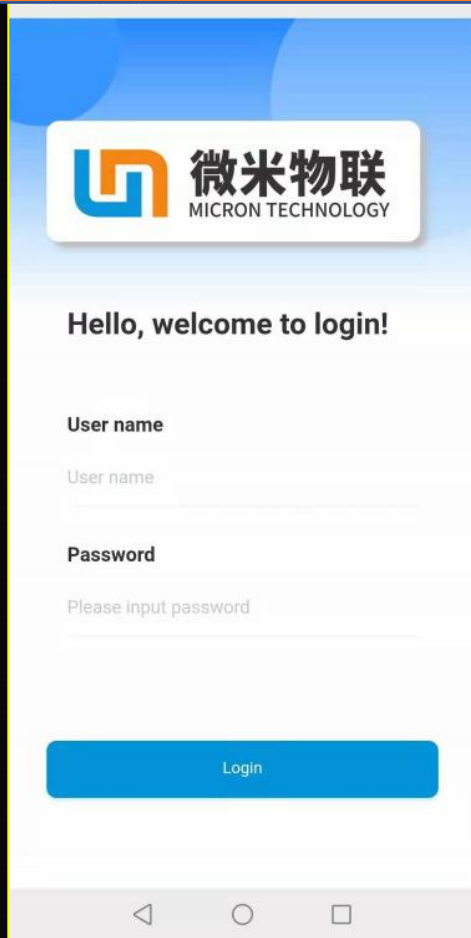 微米物联
MICRON TECHNOLOGY
Hello, welcome to login!
User name
User name
Password
Please input password
Login